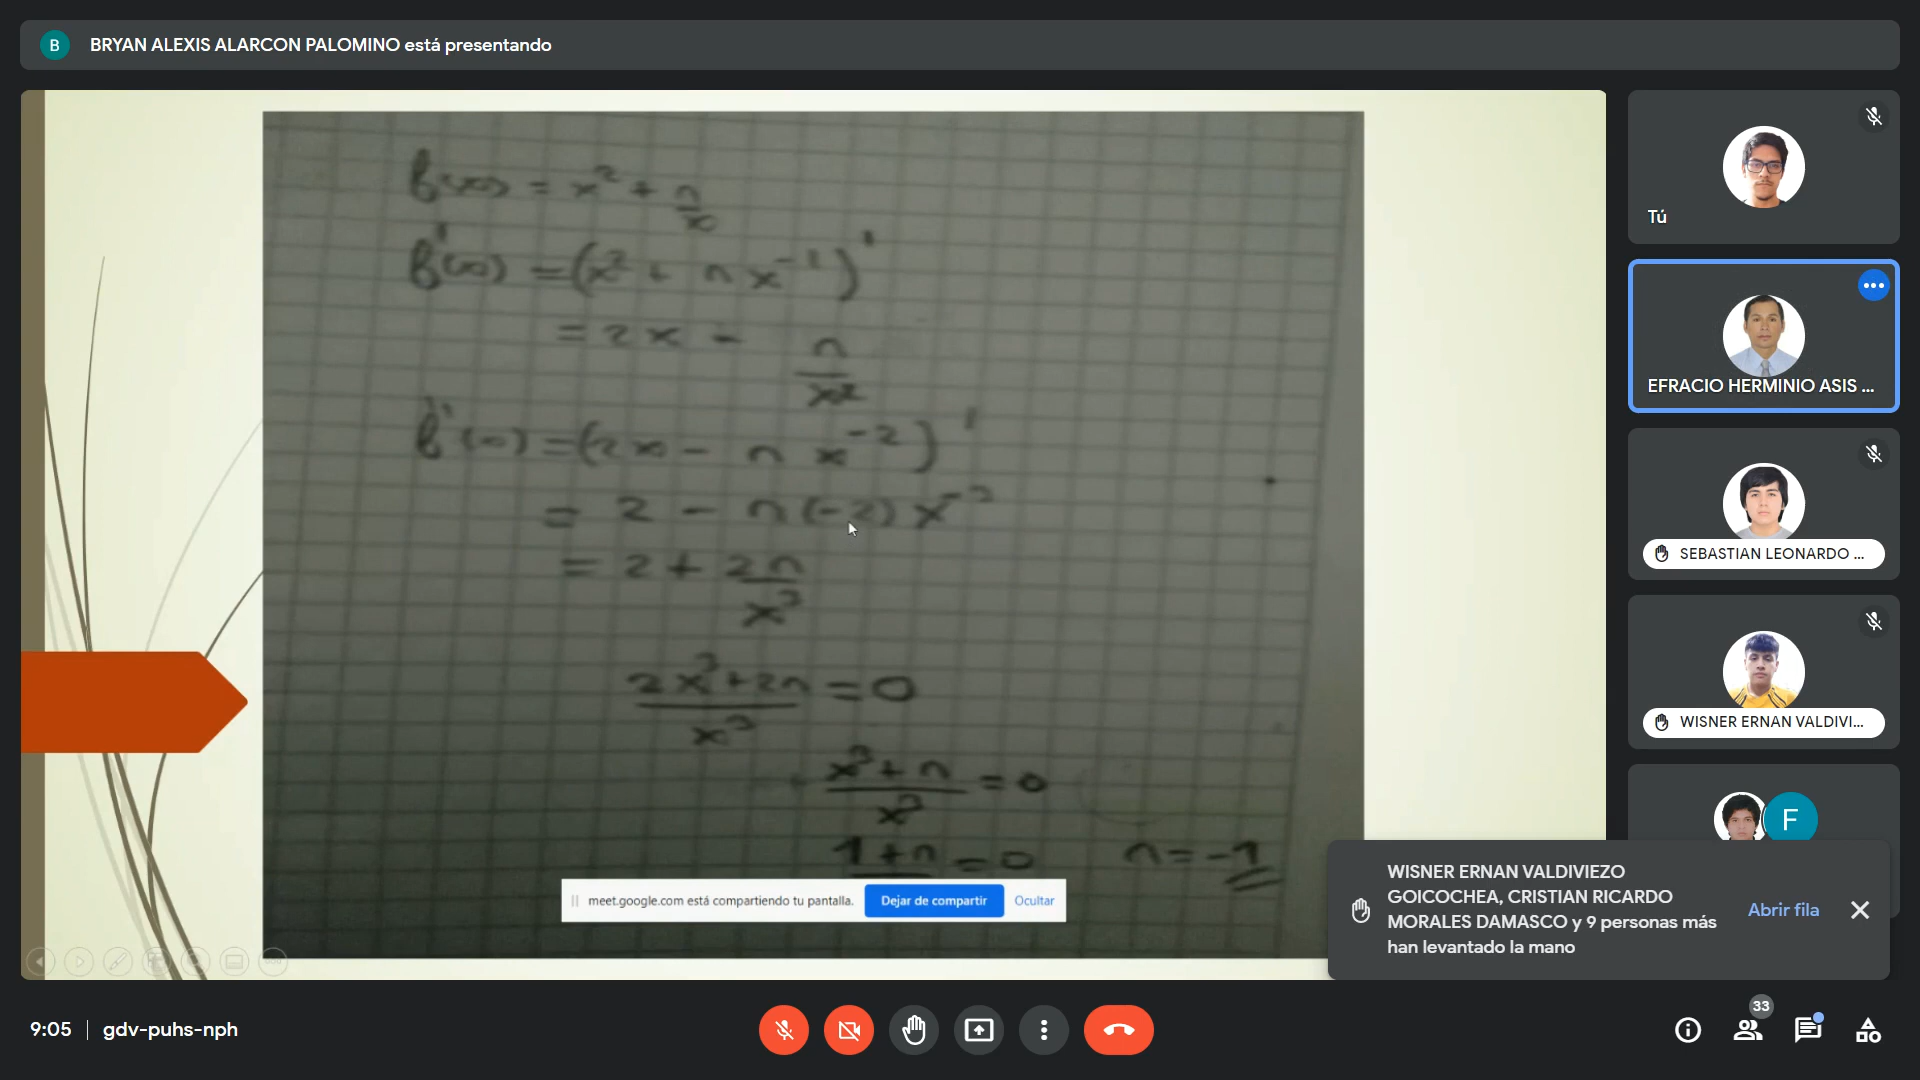 B
BRYAN ALEXIS ALARCON PALOMINO está presentando
f(x) = x² + n/x
f'(x) = (x² + n x⁻¹)'
= 2x - n/x²
f''(x) = (2x - n x⁻²)'
= 2 - n(-2) x⁻³
= 2 + 2n/x³
2x³+2n/x³ = 0
x³+n/x³ = 0
1+n = 0 n = -1
meet.google.com está compartiendo tu pantalla.
Dejar de compartir
Ocultar
Tú
EFRACIO HERMINIO ASIS ...
SEBASTIAN LEONARDO ...
WISNER ERNAN VALDIVI...
F
WISNER ERNAN VALDIVIEZO
GOICOCHEA, CRISTIAN RICARDO
MORALES DAMASCO y 9 personas más
han levantado la mano
Abrir fila
9:05
gdv-puhs-nph
33